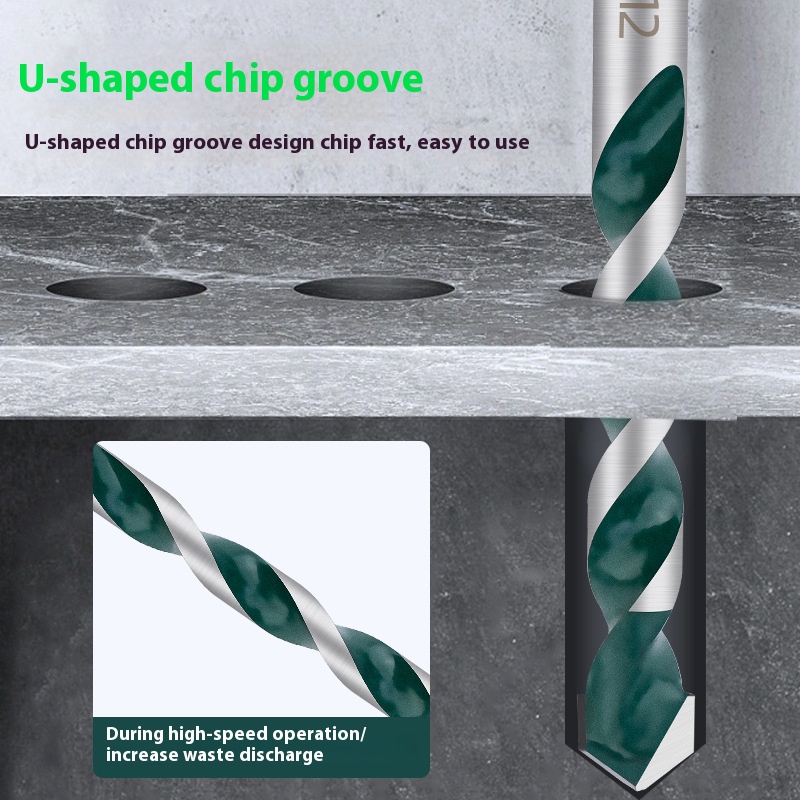 12
U-shaped chip groove
U-shaped chip groove design chip fast, easy to use
During high-speed operation/
increase waste discharge